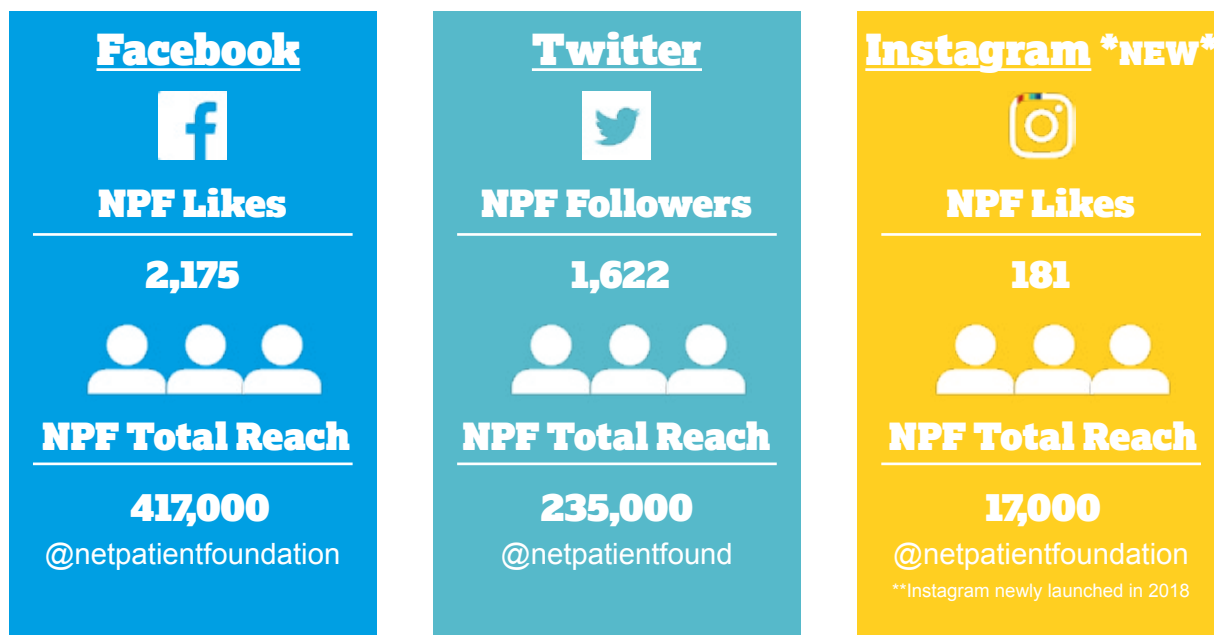 Facebook
NPF Likes
2,175
NPF Total Reach
417,000
@netpatientfoundation
Twitter
NPF Followers
1,622
NPF Total Reach
235,000
@netpatientfound
Instagram *NEW*
NPF Likes
181
NPF Total Reach
17,000
@netpatientfoundation
**Instagram newly launched in 2018